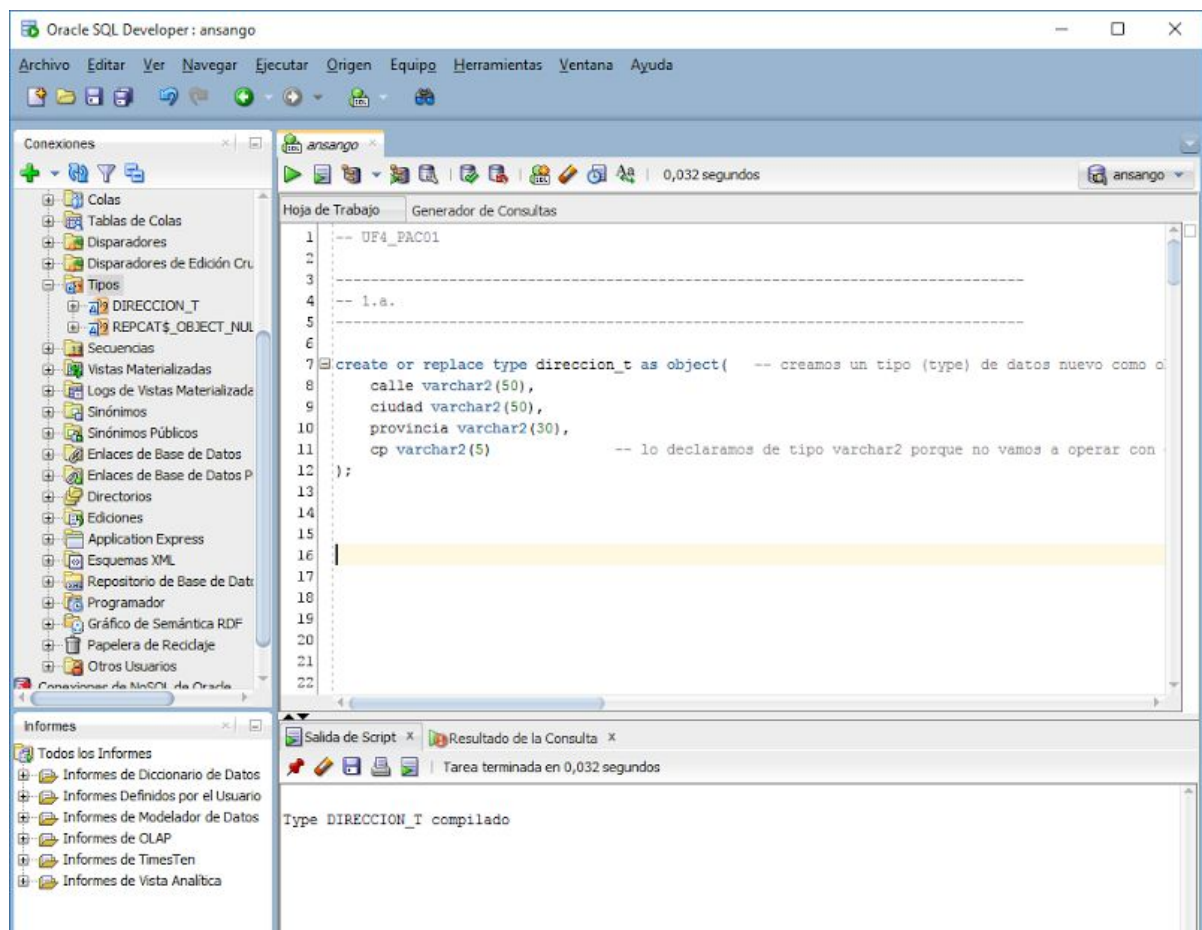 Oracle SQL Developer : ansango
Archivo Editar Ver Navegar Ejecutar Origen Equipo Herramientas Ventana Ayuda
Conexiones
Colas
Tablas de Colas
Disparadores
Disparadores de Edición Cru
Tipos
DIRECCION_T
REPCAT$_OBJECT_NUL
Secuencias
Vistas Materializadas
Logs de Vistas Materializada
Sinónimos
Sinónimos Públicos
Enlaces de Base de Datos
Enlaces de Base de Datos P
Directorios
Ediciones
Application Express
Esquemas XML
Repositorio de Base de Dat
Programador
Gráfico de Semántica RDF
Papelera de Reciclaje
Otros Usuarios
Conexiones de NoSQL de Oracle
Informes
Todos los Informes
Informes de Diccionario de Datos
Informes Definidos por el Usuario
Informes de Modelador de Datos
Informes de OLAP
Informes de TimesTen
Informes de Vista Analítica
ansango
0,032 segundos
ansango
Hoja de Trabajo Generador de Consultas
1 -- UF4_PAC01
2
3 ------------------------------------------------------------------------------
4 -- 1.a.
5 ------------------------------------------------------------------------------
6
7 create or replace type direccion_t as object( -- creamos un tipo (type) de datos nuevo como o
8 calle varchar2(50),
9 ciudad varchar2(50),
10 provincia varchar2(30),
11 cp varchar2(5) -- lo declaramos de tipo varchar2 porque no vamos a operar con
12 );
13
14
15
16
17
18
19
20
21
22
Salida de Script x Resultado de la Consulta x
Tarea terminada en 0,032 segundos
Type DIRECCION_T compilado